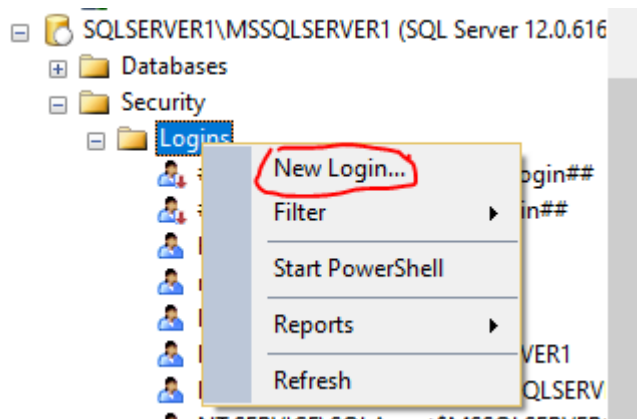 SQLSERVER1\MSSQLSERVER1 (SQL Server 12.0.616
Databases
Security
Logins
New Login...
ogin##
Filter
in##
Start PowerShell
Reports
VER1
Refresh
QLSERV